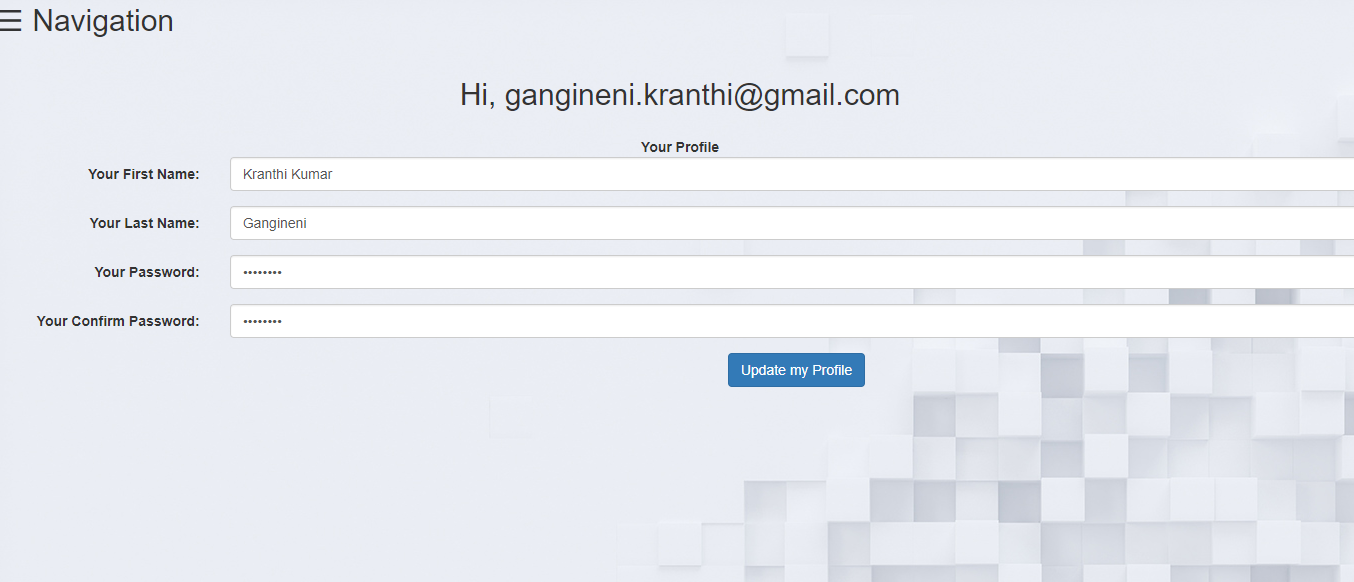 Navigation
Hi, gangineni.kranthi@gmail.com
Your Profile
Your First Name: Kranthi Kumar
Your Last Name: Gangineni
Your Password: ••••••••
Your Confirm Password: ••••••••
Update my Profile